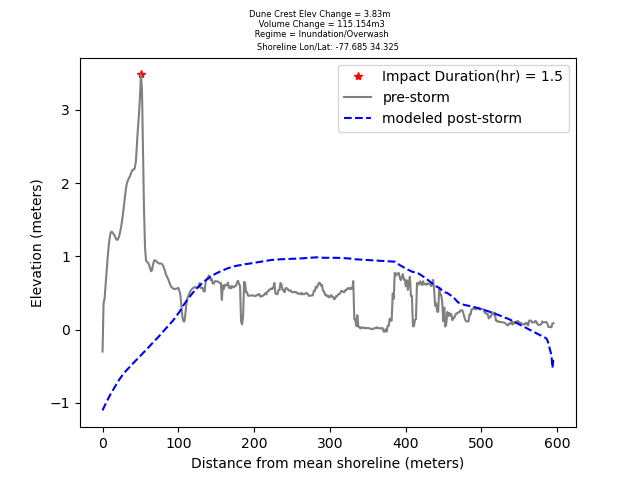 Dune Crest Elev Change = 3.83m
Volume Change = 115.154m3
Regime = Inundation/Overwash
Shoreline Lon/Lat: -77.685 34.325
Impact Duration(hr) = 1.5
pre-storm
modeled post-storm
Elevation (meters)
3
2
1
0
−1
0 100 200 300 400 500 600
Distance from mean shoreline (meters)